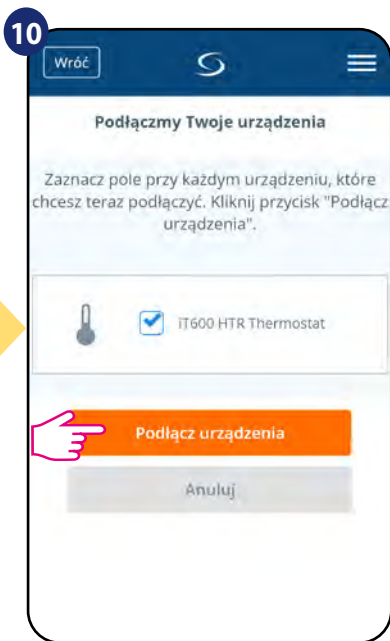 10
Wróć
Podłączmy Twoje urządzenia
Zaznacz pole przy każdym urządzeniu, które
chcesz teraz podłączyć. Kliknij przycisk "Podłącz
urządzenia".
iT600 HTR Thermostat
Podłącz urządzenia
Anuluj